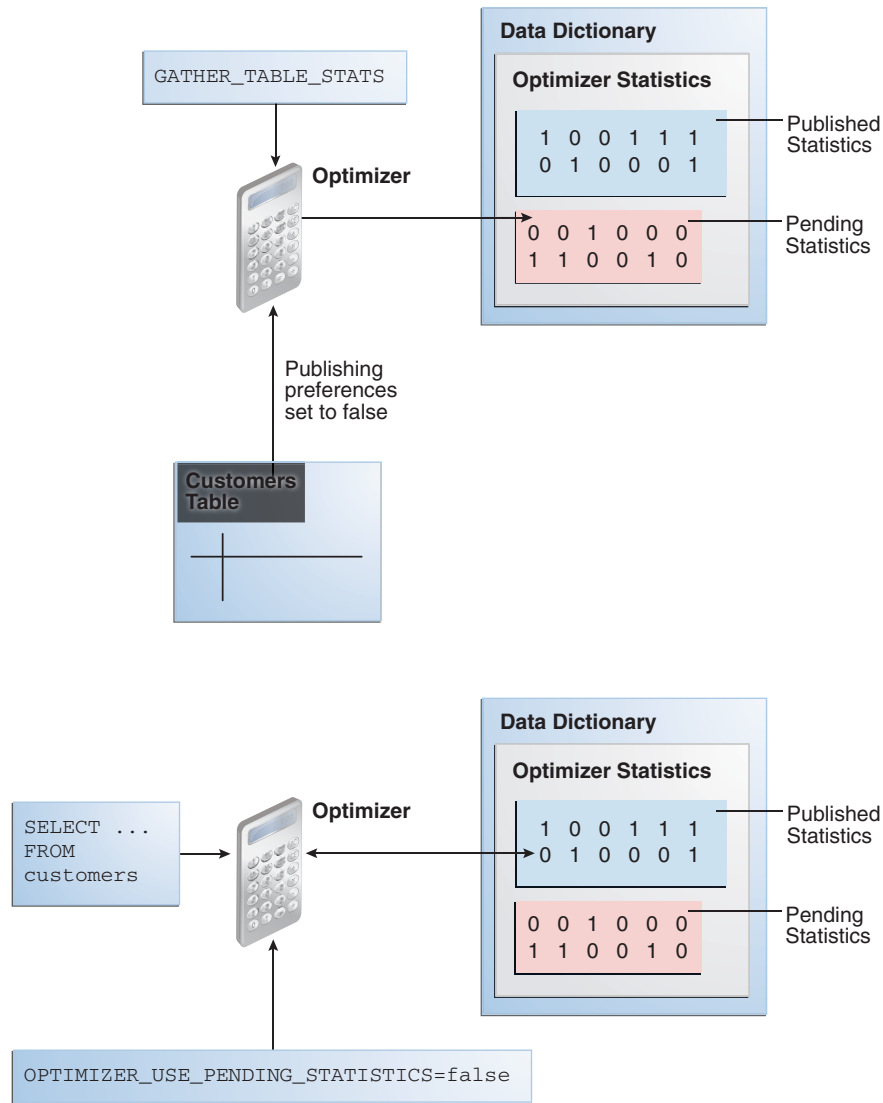 Data Dictionary
GATHER_TABLE_STATS
Optimizer Statistics
1 0 0 1 1 1
0 1 0 0 0 1
Published
Statistics
Optimizer
0 0 1 0 0 0
1 1 0 0 1 0
Pending
Statistics
Publishing
preferences
set to false
Customers
Table
Data Dictionary
Optimizer Statistics
Optimizer
1 0 0 1 1 1
0 1 0 0 0 1
Published
Statistics
SELECT ...
FROM
customers
0 0 1 0 0 0
1 1 0 0 1 0
Pending
Statistics
OPTIMIZER_USE_PENDING_STATISTICS=false